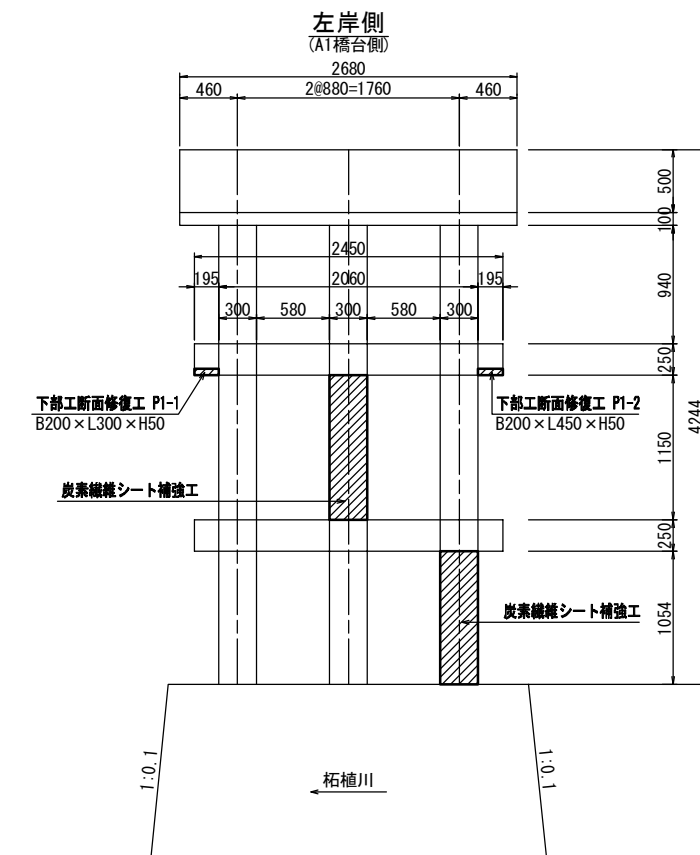 左岸側
(A1橋台側)
2680
460 2@880=1760 460
500
100
2450
195 2060 195
300 580 300 580 300
940
250
下部工断面修復工 P1-1
B200×L300×H50
下部工断面修復工 P1-2
B200×L450×H50
4244
1150
炭素繊維シート補強工
250
1054
炭素繊維シート補強工
1:0.1
1:0.1
柘植川